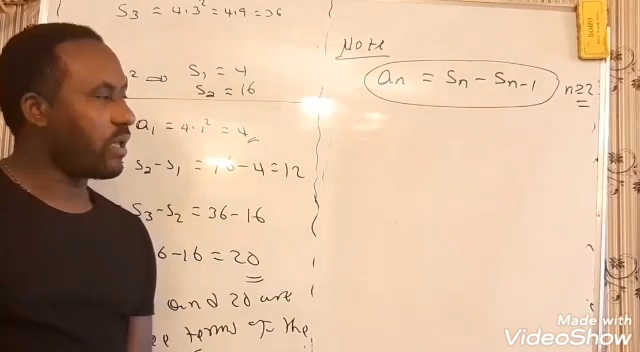 S₃ = 4·3² = 4·9 = 36
2 ⇒ S₁ = 4
S₂ = 16
a₁ = 4·1² = 4
S₂-S₁ = 16-4 = 12
S₃-S₂ = 36-16
6-16 = 20
and 20 are
terms of the
Note
an = Sn - Sn-1 n≥2
Made with
VideoShow